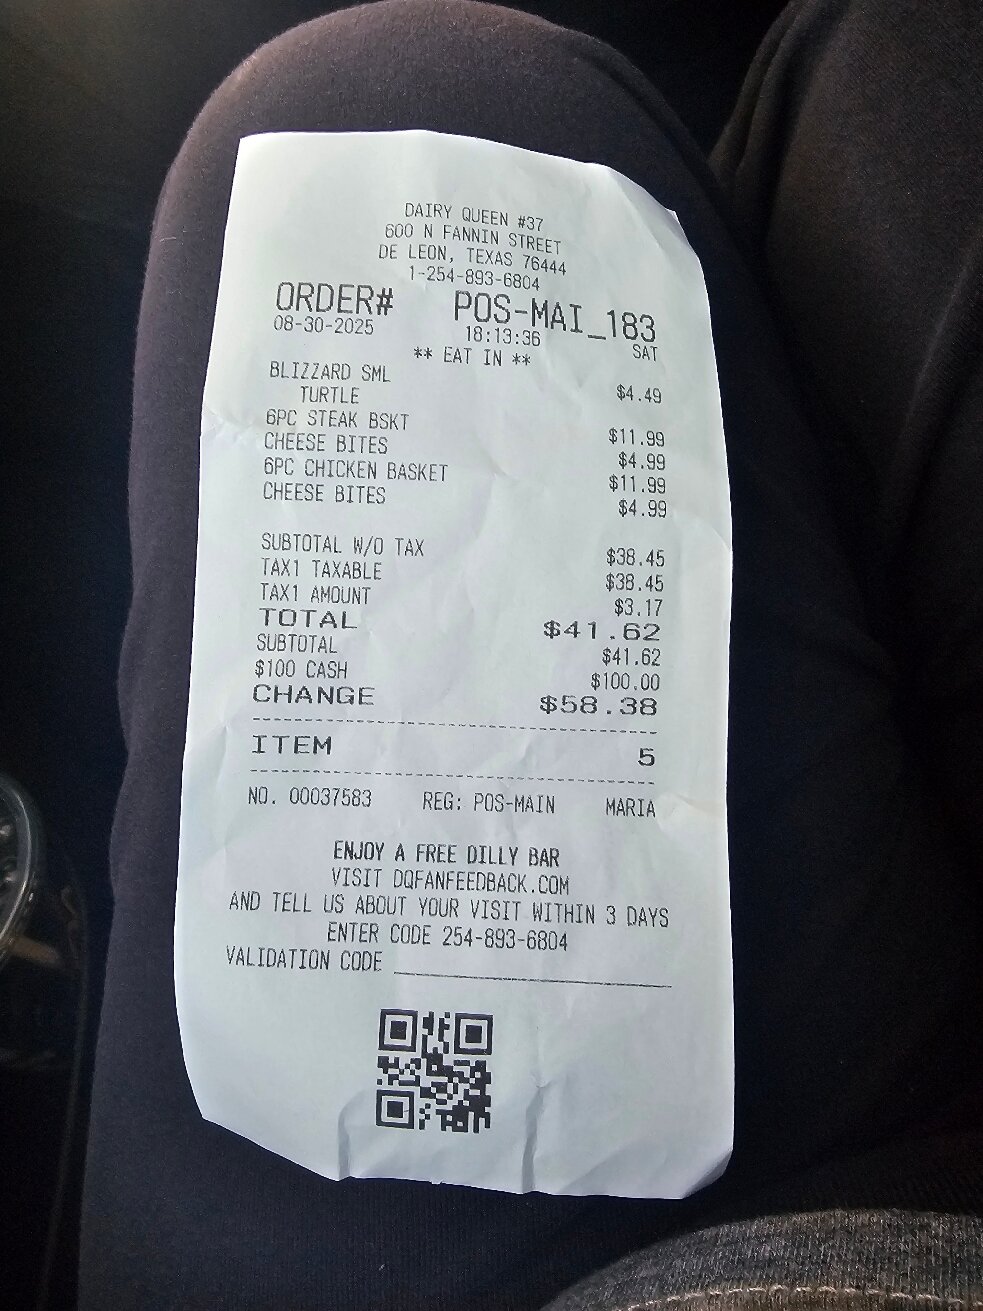 DAIRY QUEEN #37
600 N FANNIN STREET
DE LEON, TEXAS 76444
1-254-893-6804
ORDER# POS-MAI_183
08-30-2025 18:13:36 SAT
** EAT IN **
BLIZZARD SML
TURTLE $4.49
6PC STEAK BSKT $11.99
CHEESE BITES $4.99
6PC CHICKEN BASKET $11.99
CHEESE BITES $4.99
SUBTOTAL W/O TAX $38.45
TAX1 TAXABLE $38.45
TAX1 AMOUNT $3.17
TOTAL $41.62
SUBTOTAL $41.62
$100 CASH $100.00
CHANGE $58.38
ITEM 5
NO. 00037583 REG: POS-MAIN MARIA
ENJOY A FREE DILLY BAR
VISIT DQFANFEEDBACK.COM
AND TELL US ABOUT YOUR VISIT WITHIN 3 DAYS
ENTER CODE 254-893-6804
VALIDATION CODE